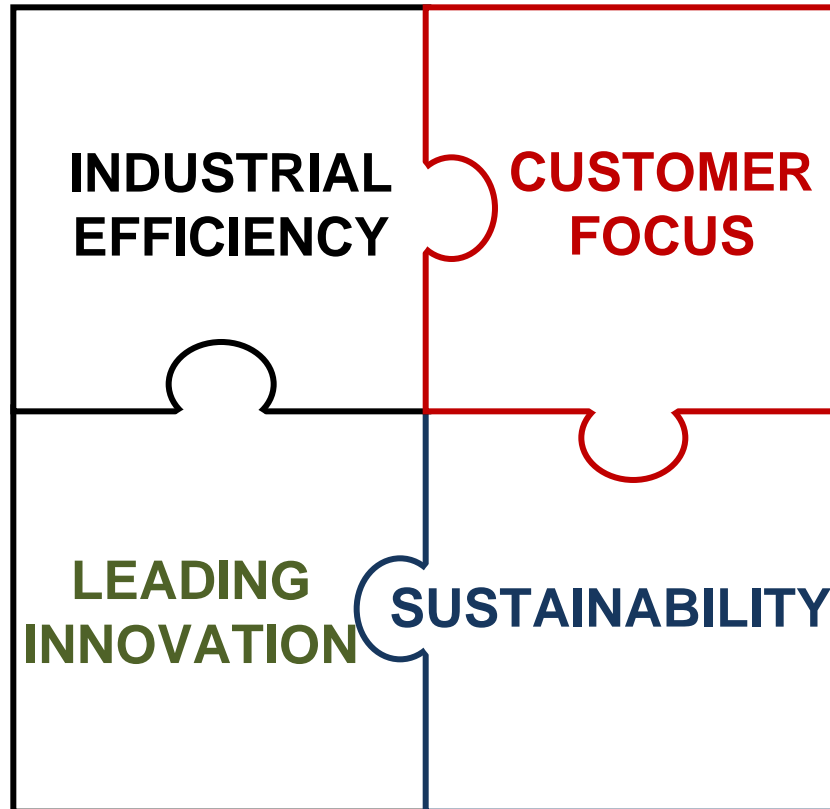 INDUSTRIAL
EFFICIENCY
CUSTOMER
FOCUS
LEADING
INNOVATION
SUSTAINABILITY